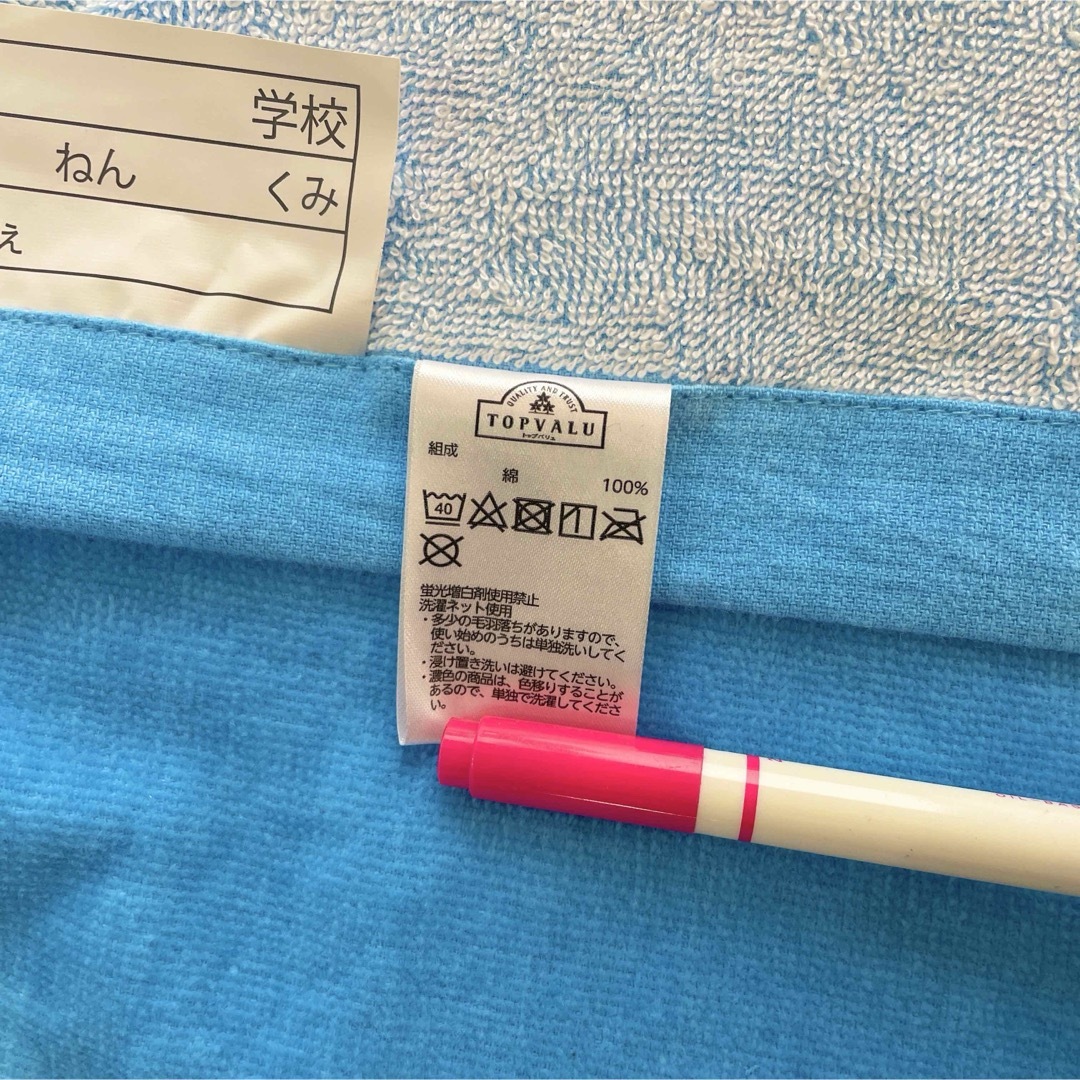 学校
ねん くみ
え
QUALITY AND TRUST
TOPVALU
トップバリュ
組成
綿 100%
40
蛍光増白剤使用禁止
洗濯ネット使用
・多少の毛羽落ちがありますので、
使い始めのうちは単独洗いしてく
ださい。
・浸け置き洗いは避けてください。
・濃色の商品は、色移りすることが
あるので、単独で洗濯してくださ
い。